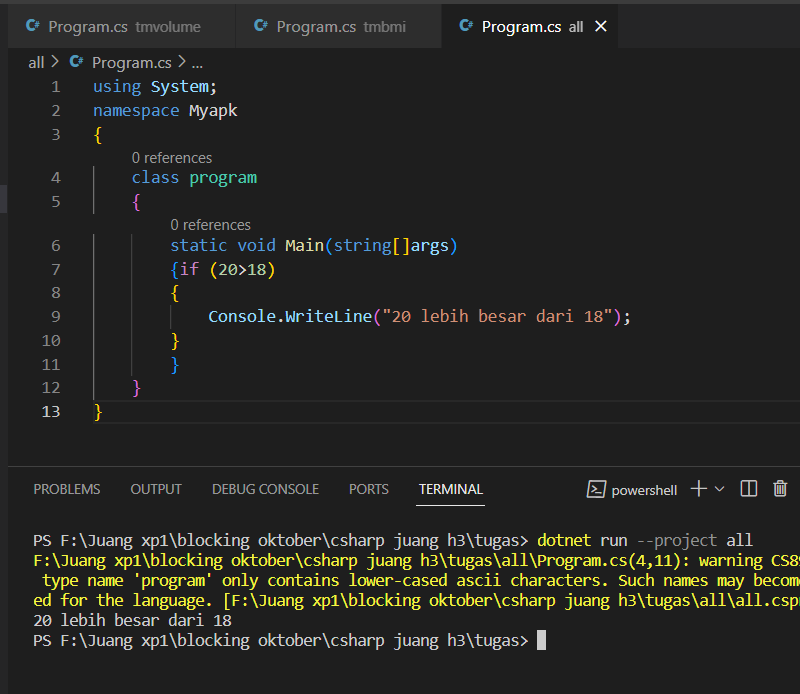 C# Program.cs tmvolume C# Program.cs tmbmi C# Program.cs all
all > C# Program.cs > ...
1 using System;
2 namespace Myapk
3 {
0 references
4 class program
5 {
0 references
6 static void Main(string[]args)
7 {if (20>18)
8 {
9 Console.WriteLine("20 lebih besar dari 18");
10 }
11 }
12 }
13 }
PROBLEMS OUTPUT DEBUG CONSOLE PORTS TERMINAL powershell
PS F:\Juang xp1\blocking oktober\csharp juang h3\tugas> dotnet run --project all
F:\Juang xp1\blocking oktober\csharp juang h3\tugas\all\Program.cs(4,11): warning CS89
type name 'program' only contains lower-cased ascii characters. Such names may becom
ed for the language. [F:\Juang xp1\blocking oktober\csharp juang h3\tugas\all\all.csp
20 lebih besar dari 18
PS F:\Juang xp1\blocking oktober\csharp juang h3\tugas>